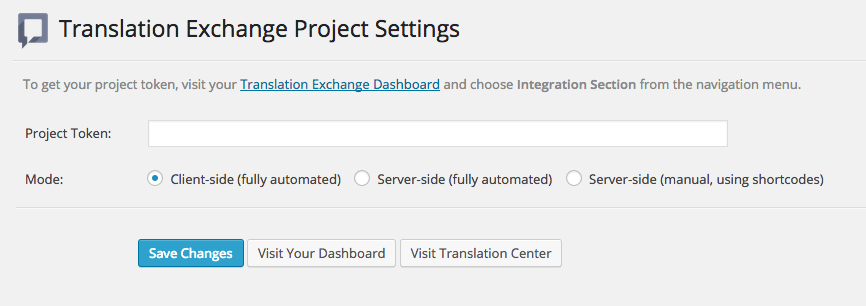 Translation Exchange Project Settings
To get your project token, visit your Translation Exchange Dashboard and choose Integration Section from the navigation menu.
Project Token:
Mode: Client-side (fully automated) Server-side (fully automated) Server-side (manual, using shortcodes)
Save Changes Visit Your Dashboard Visit Translation Center